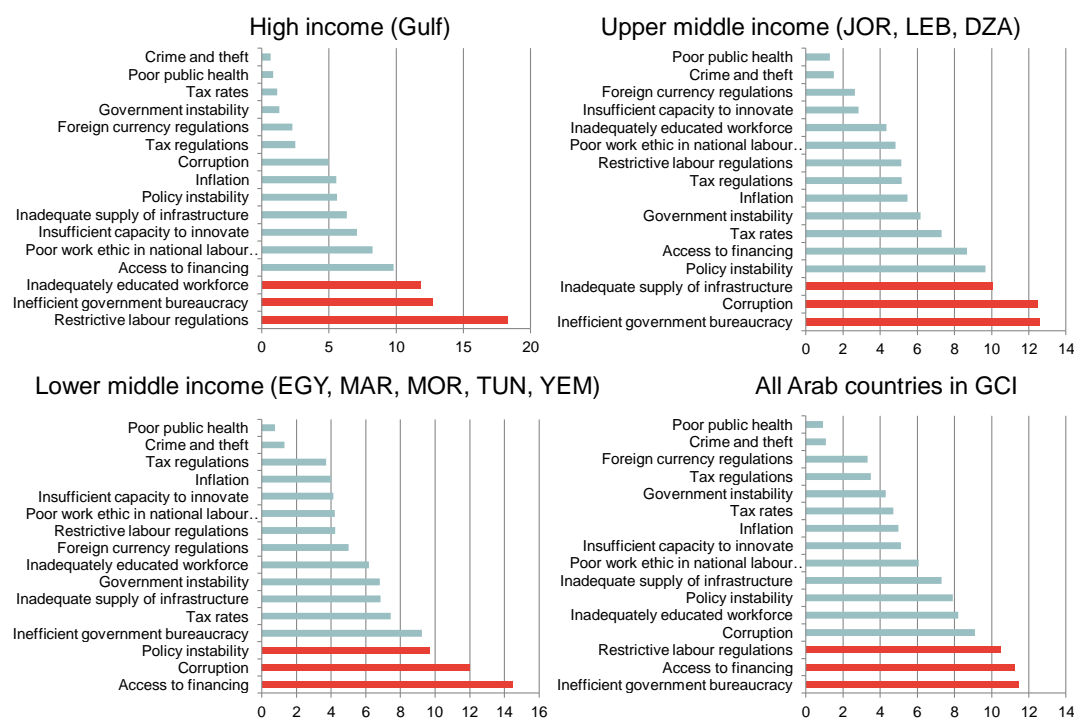 High income (Gulf)
Crime and theft
Poor public health
Tax rates
Government instability
Foreign currency regulations
Tax regulations
Corruption
Inflation
Policy instability
Inadequate supply of infrastructure
Insufficient capacity to innovate
Poor work ethic in national labour..
Access to financing
Inadequately educated workforce
Inefficient government bureaucracy
Restrictive labour regulations
0 5 10 15 20
Upper middle income (JOR, LEB, DZA)
Poor public health
Crime and theft
Foreign currency regulations
Insufficient capacity to innovate
Inadequately educated workforce
Poor work ethic in national labour..
Restrictive labour regulations
Tax regulations
Inflation
Government instability
Tax rates
Access to financing
Policy instability
Inadequate supply of infrastructure
Corruption
Inefficient government bureaucracy
0 2 4 6 8 10 12 14
Lower middle income (EGY, MAR, MOR, TUN, YEM)
Poor public health
Crime and theft
Tax regulations
Inflation
Insufficient capacity to innovate
Poor work ethic in national labour..
Restrictive labour regulations
Foreign currency regulations
Inadequately educated workforce
Government instability
Inadequate supply of infrastructure
Tax rates
Inefficient government bureaucracy
Policy instability
Corruption
Access to financing
0 2 4 6 8 10 12 14 16
All Arab countries in GCI
Poor public health
Crime and theft
Foreign currency regulations
Tax regulations
Government instability
Tax rates
Inflation
Insufficient capacity to innovate
Poor work ethic in national labour..
Inadequate supply of infrastructure
Policy instability
Inadequately educated workforce
Corruption
Restrictive labour regulations
Access to financing
Inefficient government bureaucracy
0 2 4 6 8 10 12 14